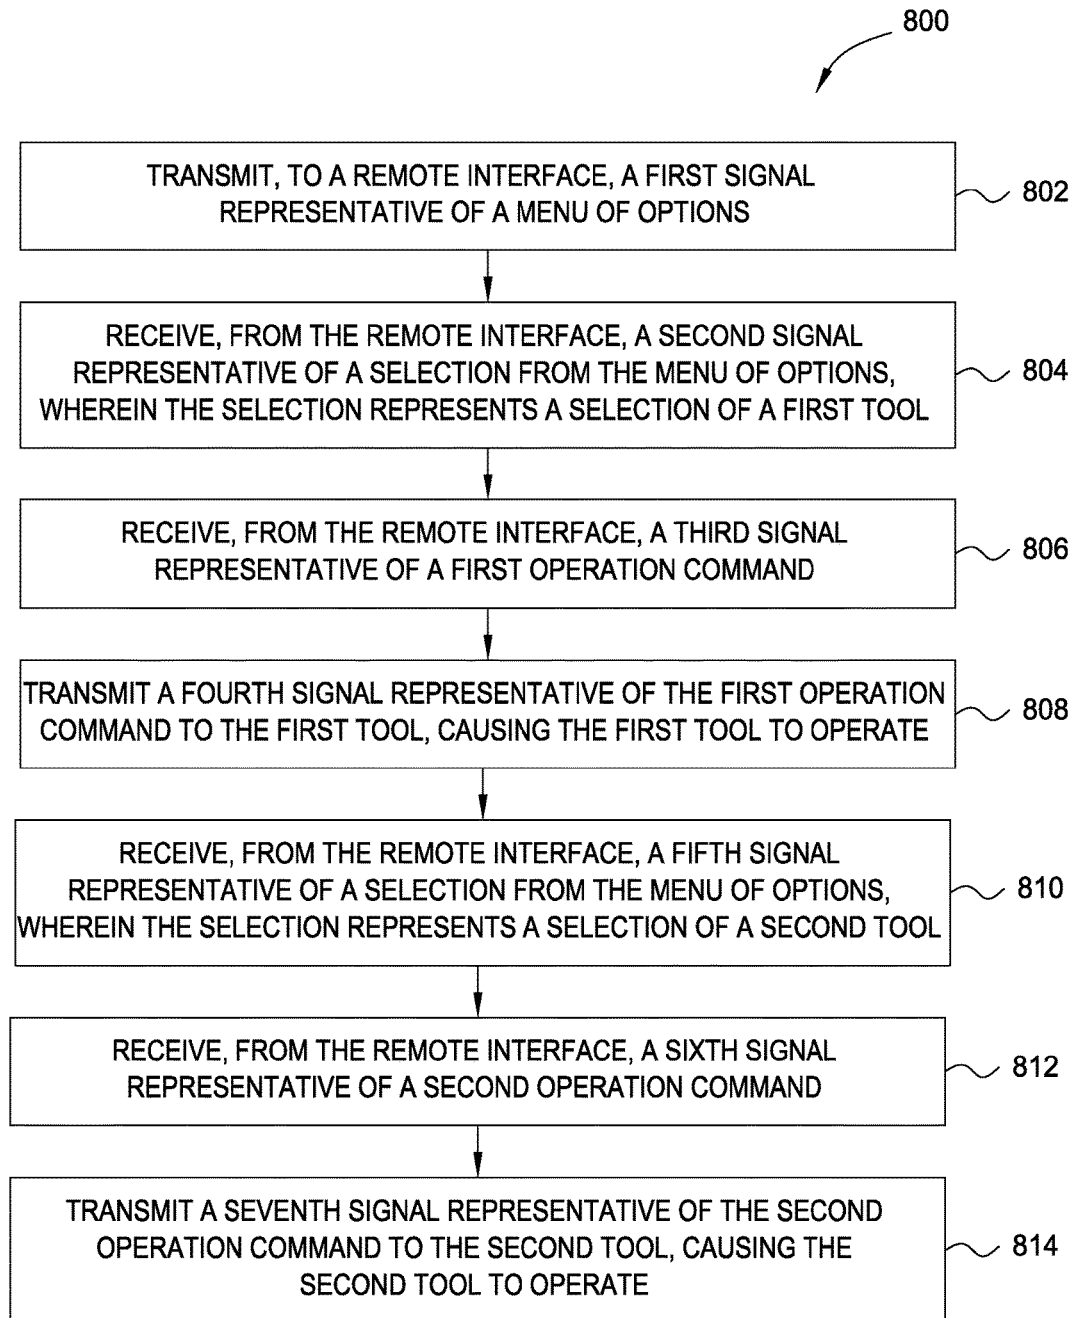 800
TRANSMIT, TO A REMOTE INTERFACE, A FIRST SIGNAL
REPRESENTATIVE OF A MENU OF OPTIONS
802
RECEIVE, FROM THE REMOTE INTERFACE, A SECOND SIGNAL
REPRESENTATIVE OF A SELECTION FROM THE MENU OF OPTIONS,
WHEREIN THE SELECTION REPRESENTS A SELECTION OF A FIRST TOOL
804
RECEIVE, FROM THE REMOTE INTERFACE, A THIRD SIGNAL
REPRESENTATIVE OF A FIRST OPERATION COMMAND
806
TRANSMIT A FOURTH SIGNAL REPRESENTATIVE OF THE FIRST OPERATION
COMMAND TO THE FIRST TOOL, CAUSING THE FIRST TOOL TO OPERATE
808
RECEIVE, FROM THE REMOTE INTERFACE, A FIFTH SIGNAL
REPRESENTATIVE OF A SELECTION FROM THE MENU OF OPTIONS,
WHEREIN THE SELECTION REPRESENTS A SELECTION OF A SECOND TOOL
810
RECEIVE, FROM THE REMOTE INTERFACE, A SIXTH SIGNAL
REPRESENTATIVE OF A SECOND OPERATION COMMAND
812
TRANSMIT A SEVENTH SIGNAL REPRESENTATIVE OF THE SECOND
OPERATION COMMAND TO THE SECOND TOOL, CAUSING THE
SECOND TOOL TO OPERATE
814